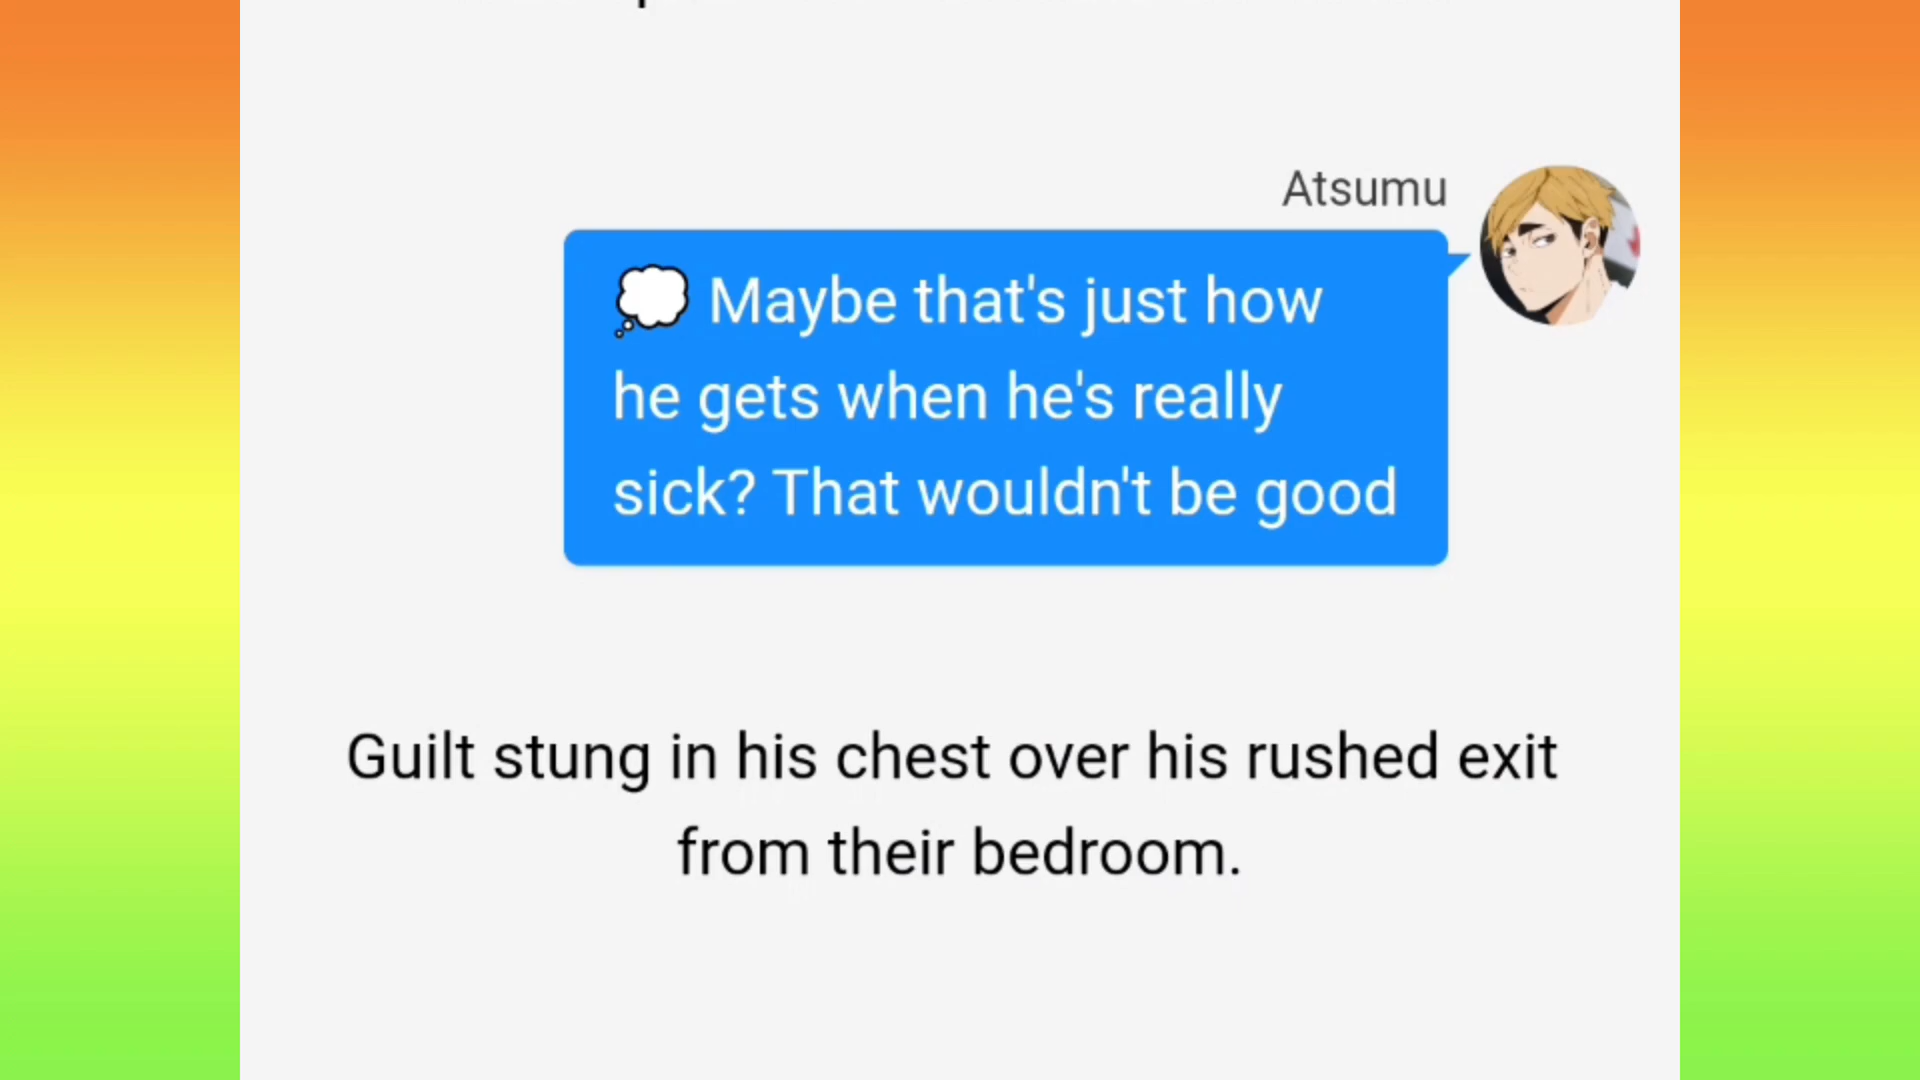 Atsumu
💭 Maybe that's just how
he gets when he's really
sick? That wouldn't be good
Guilt stung in his chest over his rushed exit
from their bedroom.